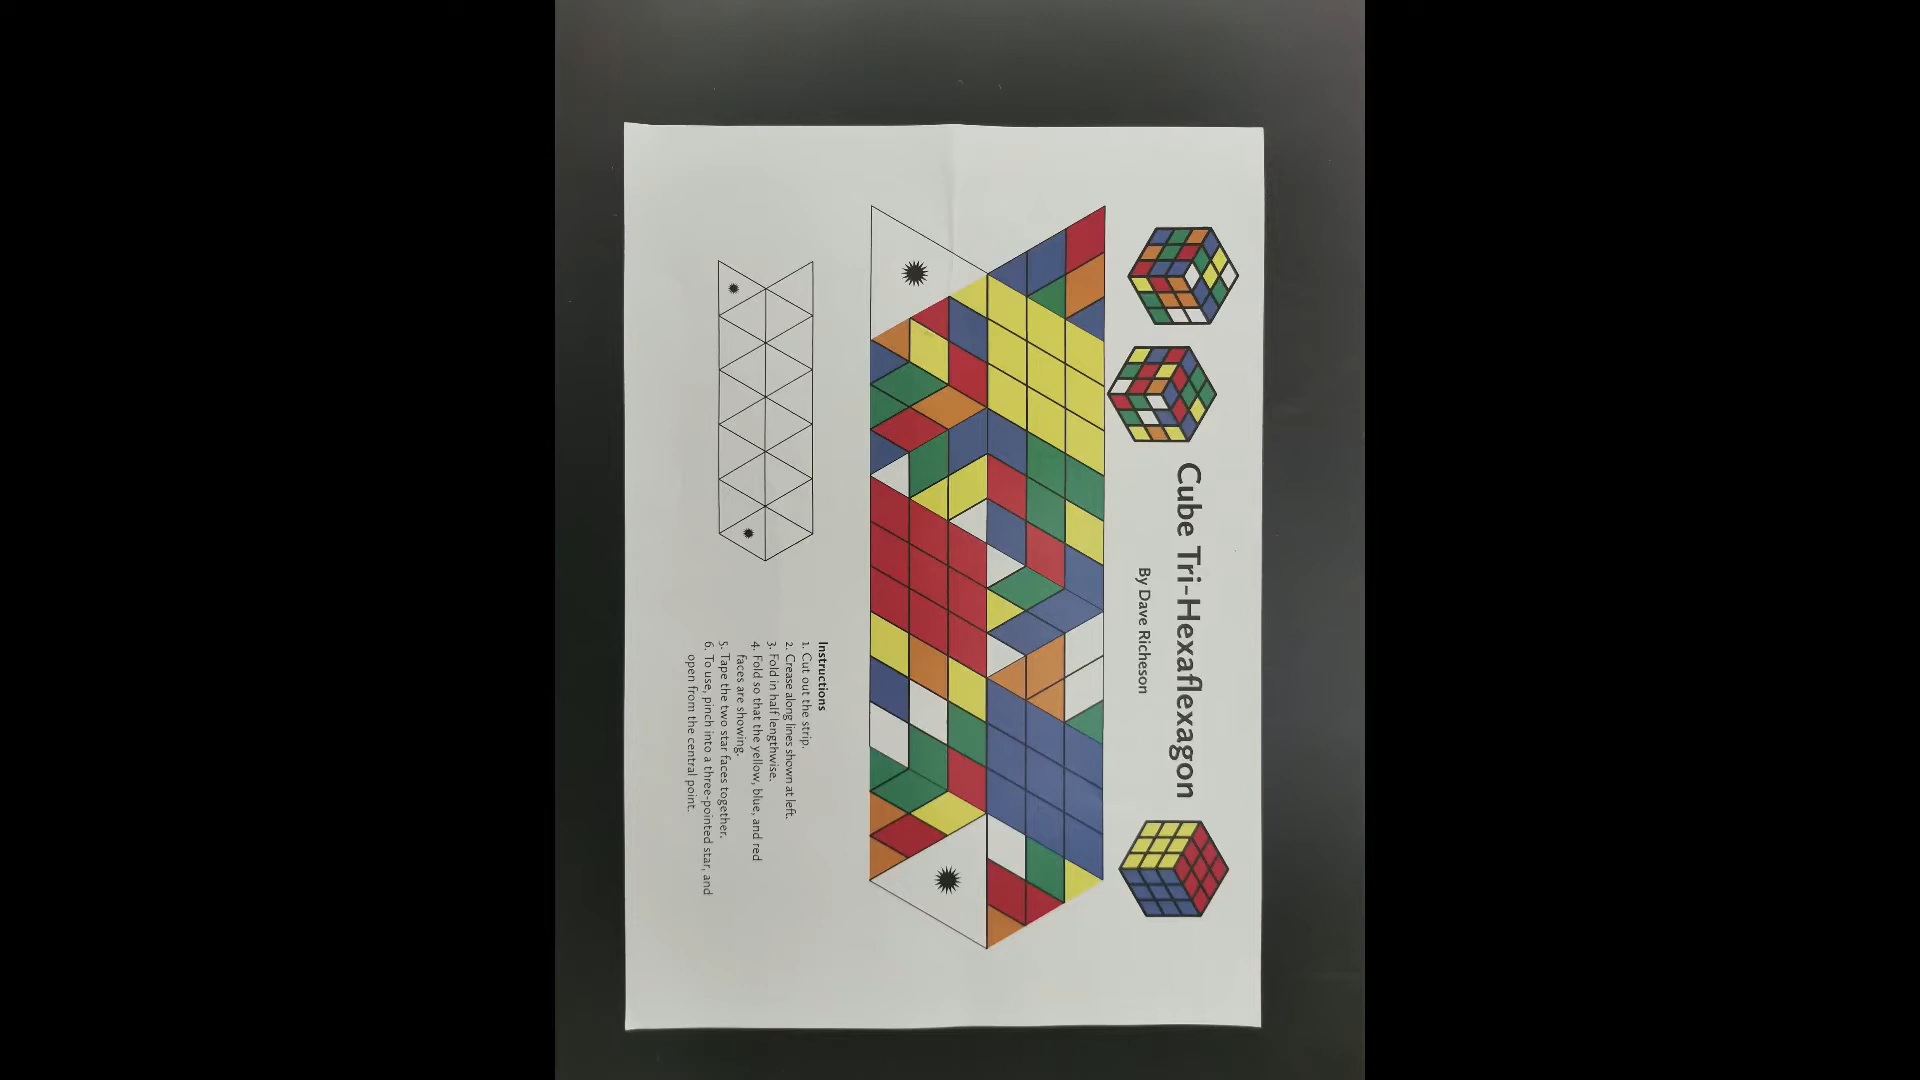 Cube Tri-Hexaflexagon
By Dave Richeson
Instructions
1. Cut out the strip.
2. Crease along lines shown at left.
3. Fold in half lengthwise.
4. Fold so that the yellow, blue, and red
faces are showing.
5. Tape the two star faces together.
6. To use, pinch into a three-pointed star, and
open from the central point.